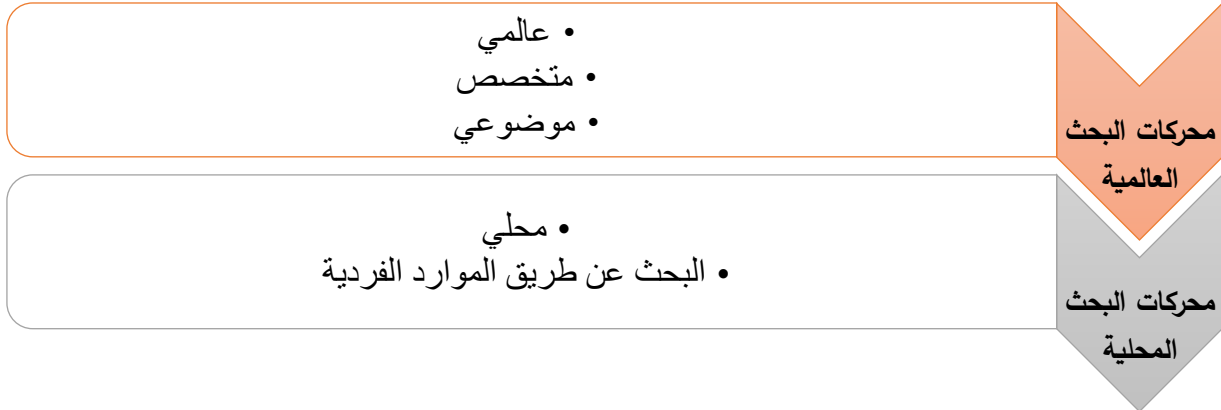 محركات البحث
العالمية
• عالمي
• متخصص
• موضوعي
محركات البحث
المحلية
• محلي
• البحث عن طريق الموارد الفردية